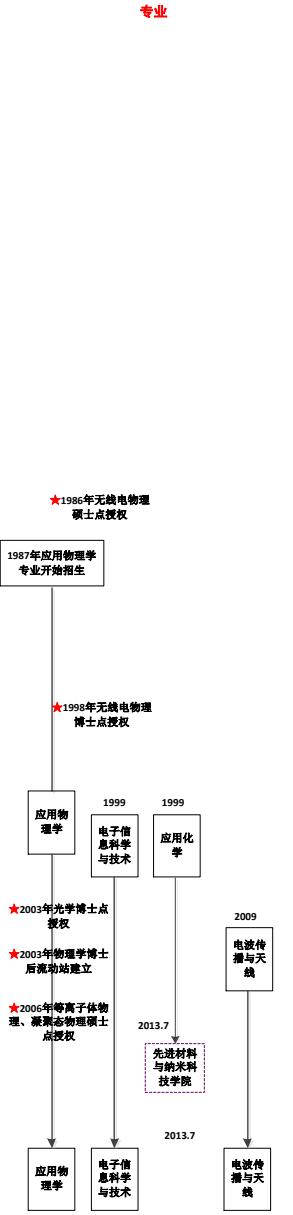 专业
★1986年无线电物理
硕士点授权
1987年应用物理学
专业开始招生
★1998年无线电物理
博士点授权
应用物
理学
1999
电子信
息科学
与技术
1999
应用化
学
★2003年光学博士点
授权
★2003年物理学博士
后流动站建立
★2006年等离子体物
理、凝聚态物理硕士
点授权
2009
电波传
播与天
线
2013.7
先进材料
与纳米科
技学院
2013.7
应用物
理学
电子信
息科学
与技术
电波传
播与天
线